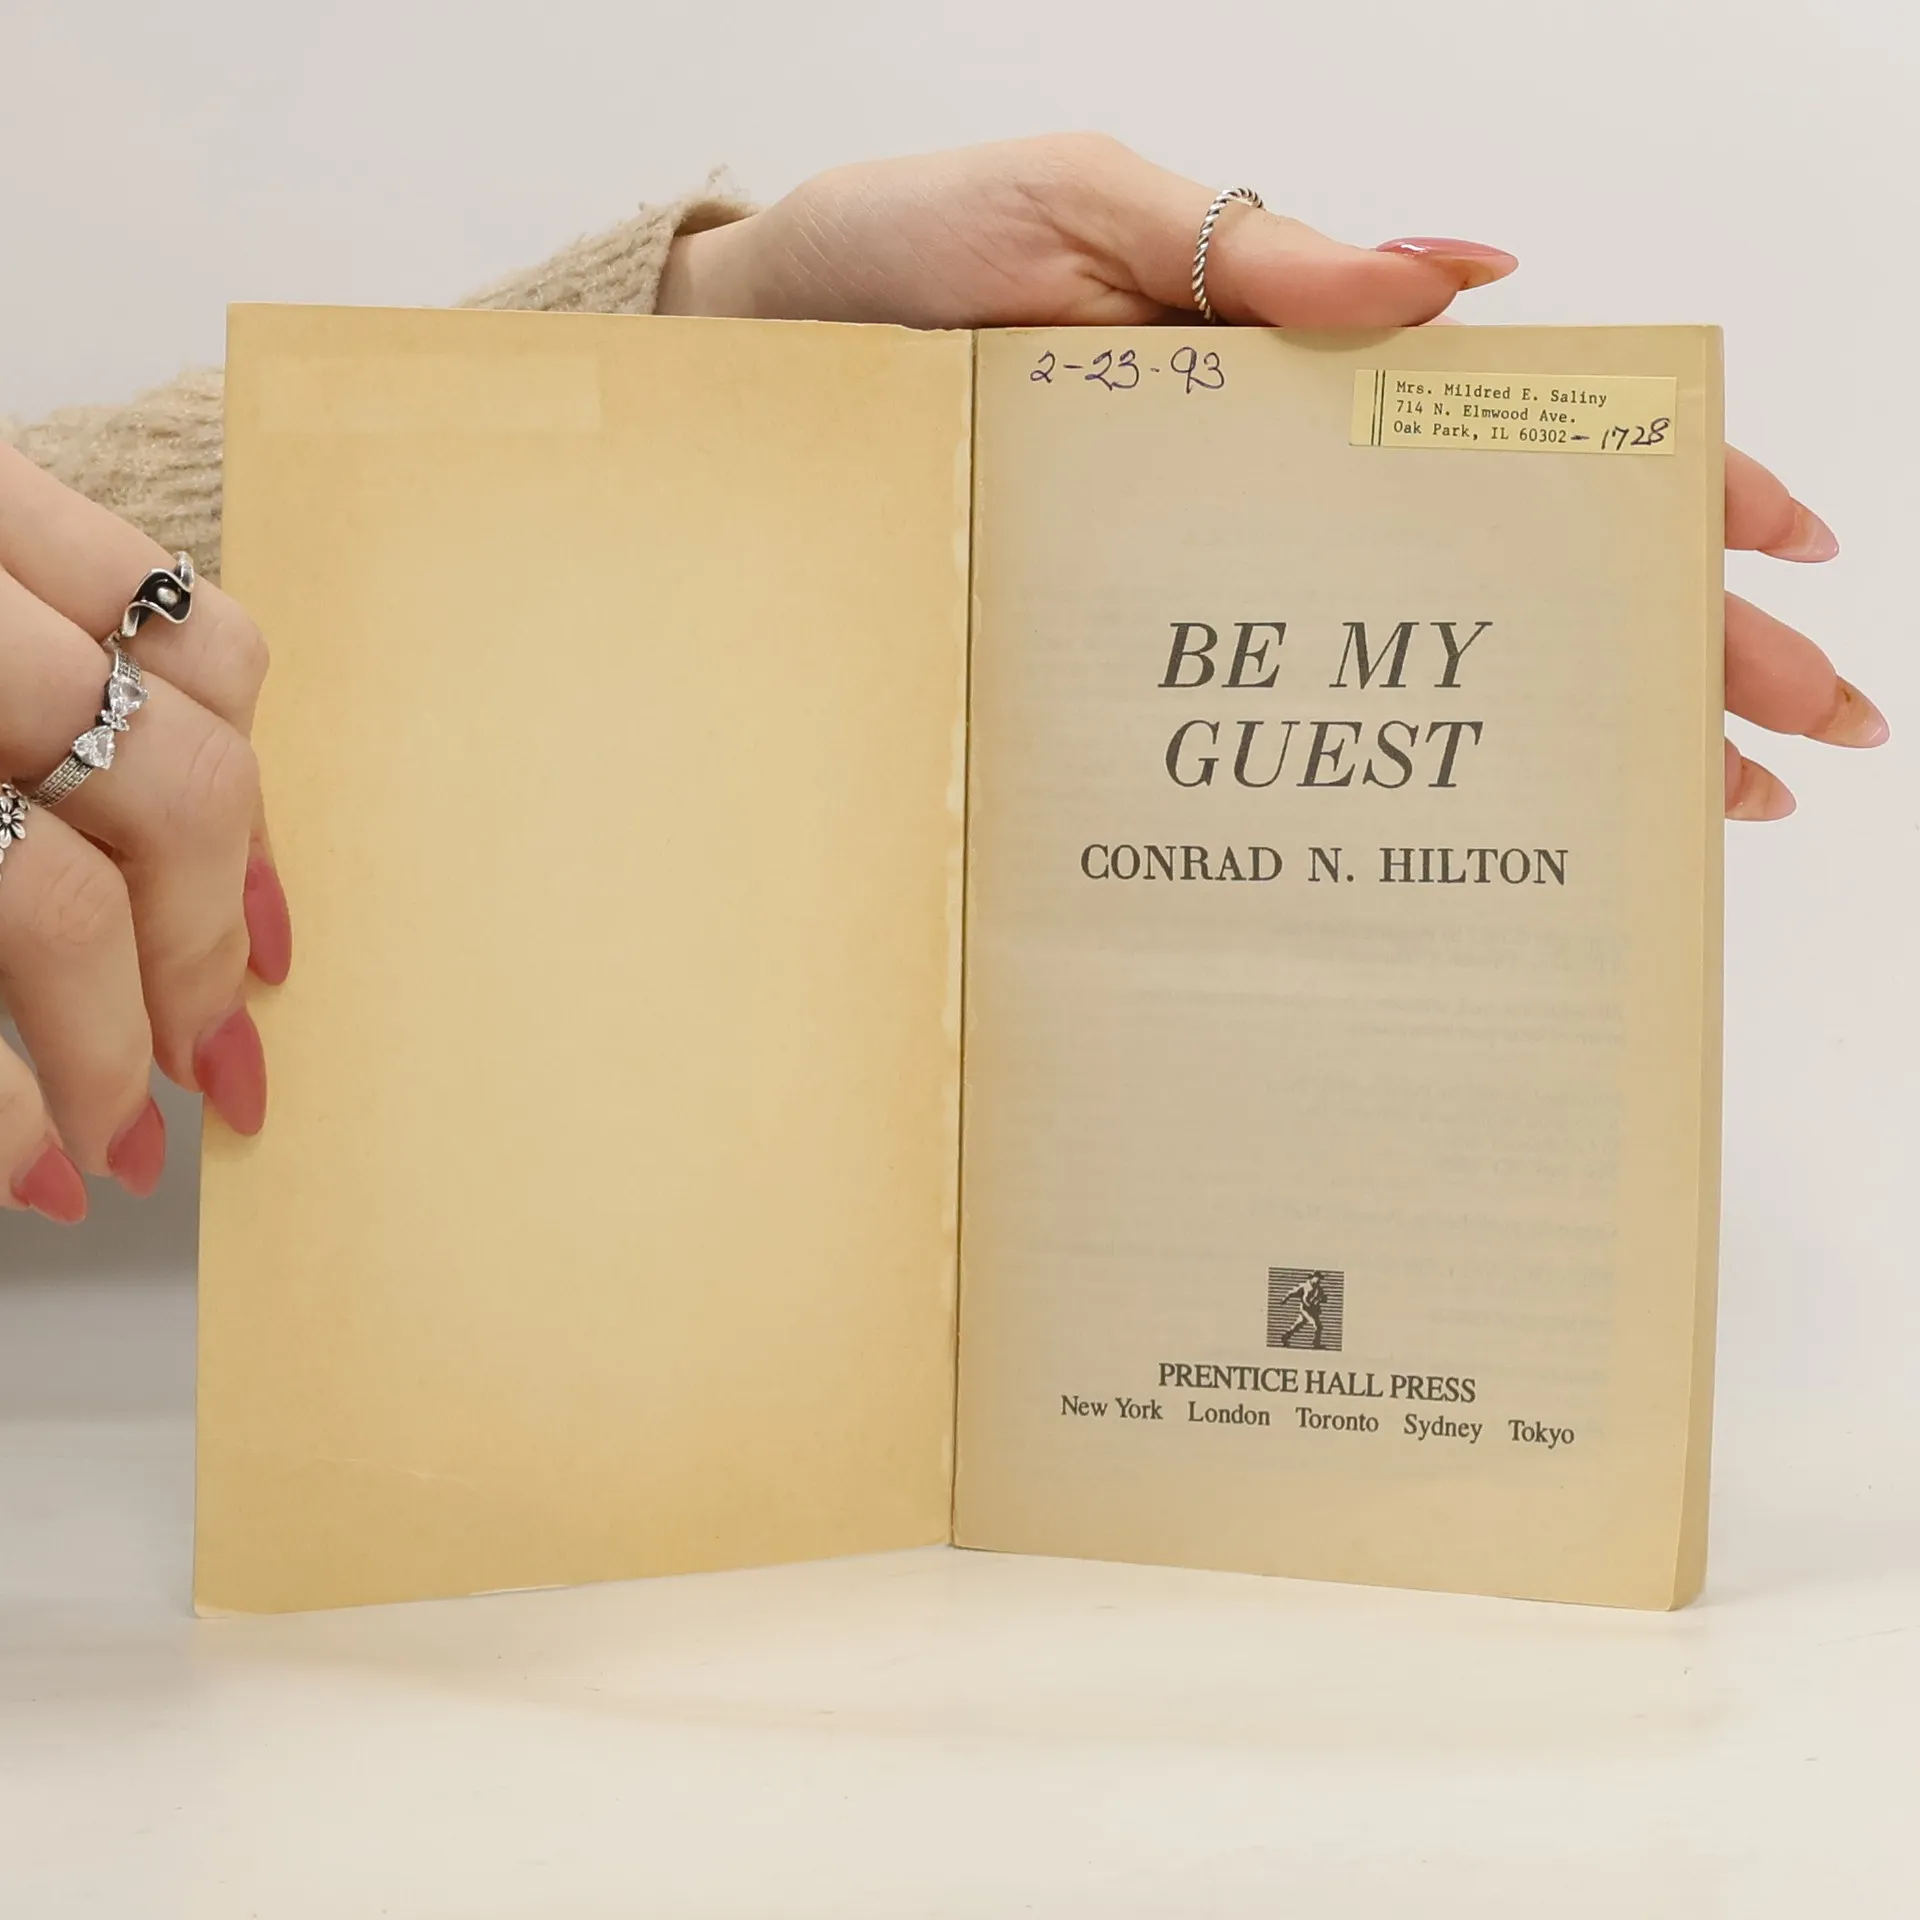 2-23-93
Mrs. Mildred E. Saliny
714 N. Elmwood Ave.
Oak Park, IL 60302-1728
BE MY
GUEST
CONRAD N. HILTON
PRENTICE HALL PRESS
New York London Toronto Sydney Tokyo